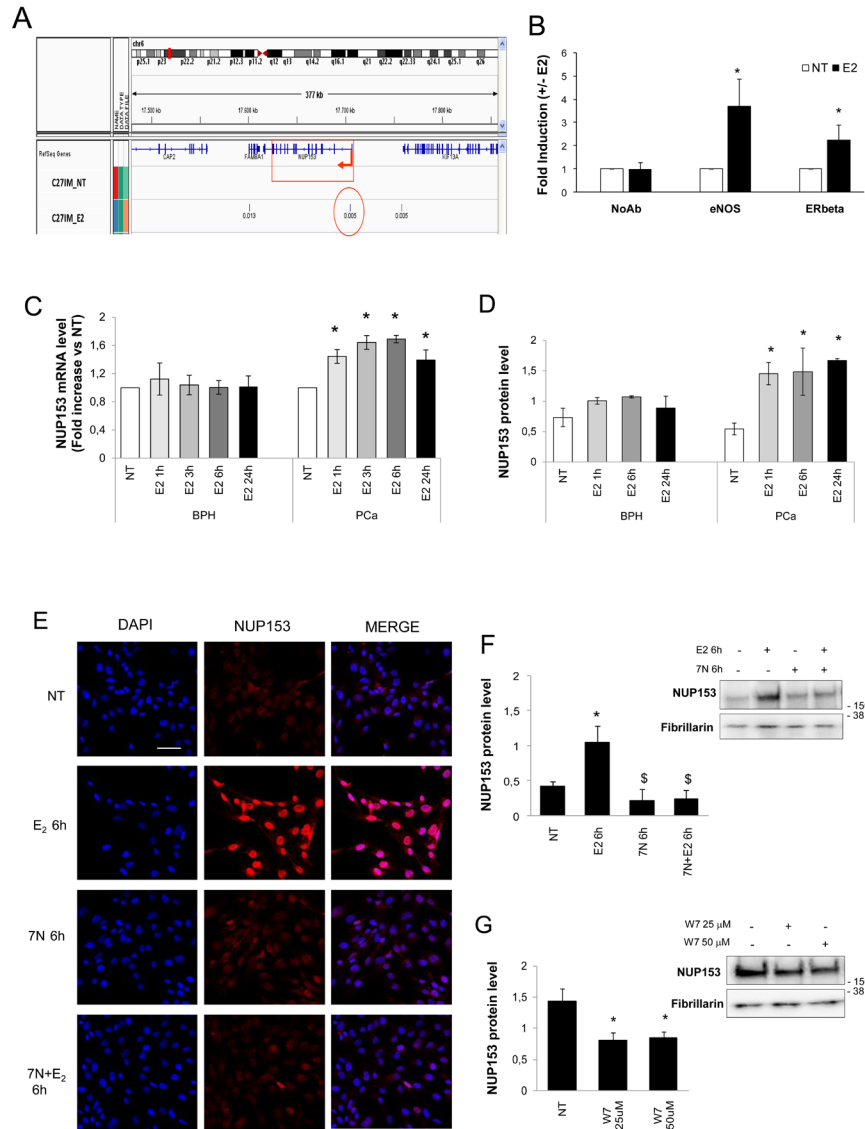 A
chr6
p25.1 p23 p22.2 p21.2 p12.3 p11.2 q12 q13 q14.2 q16.1 q21 q22.2 q22.33 q24.1 q25.1 q26
377 kb
17.500 kb 17.600 kb 17.700 kb 17.800 kb
NAME
DATA TYPE
DATA FILE
RefSeq Genes
CAP2 FAM8A1 NUP153 KIF13A
C27IM_NT
C27IM_E2
0.013 0.005 0.005
B
NT E2
Fold Induction (+/- E2)
6
5
4
3
2
1
0
* *
NoAb eNOS ERbeta
C
NUP153 mRNA level
(Fold increase vs NT)
2
1,6
1,2
0,8
0,4
0
* * * *
NT E2 1h E2 3h E2 6h E2 24h NT E2 1h E2 3h E2 6h E2 24h
BPH PCa
D
NUP153 protein level
2
1,5
1
0,5
0
* * *
NT E2 1h E2 6h E2 24h NT E2 1h E2 6h E2 24h
BPH PCa
E
DAPI NUP153 MERGE
NT
E2 6h
7N 6h
7N+E2
6h
F
NUP153 protein level
2
1,5
1
0,5
0
* $ $
NT E2 6h 7N 6h 7N+E2 6h
E2 6h - + - +
7N 6h - - + +
NUP153
- 15
- 38
Fibrillarin
G
NUP153 protein level
2
1,5
1
0,5
0
* *
NT W7 25uM W7 50uM
W7 25 μM - + -
W7 50 μM - - +
NUP153
- 15
- 38
Fibrillarin